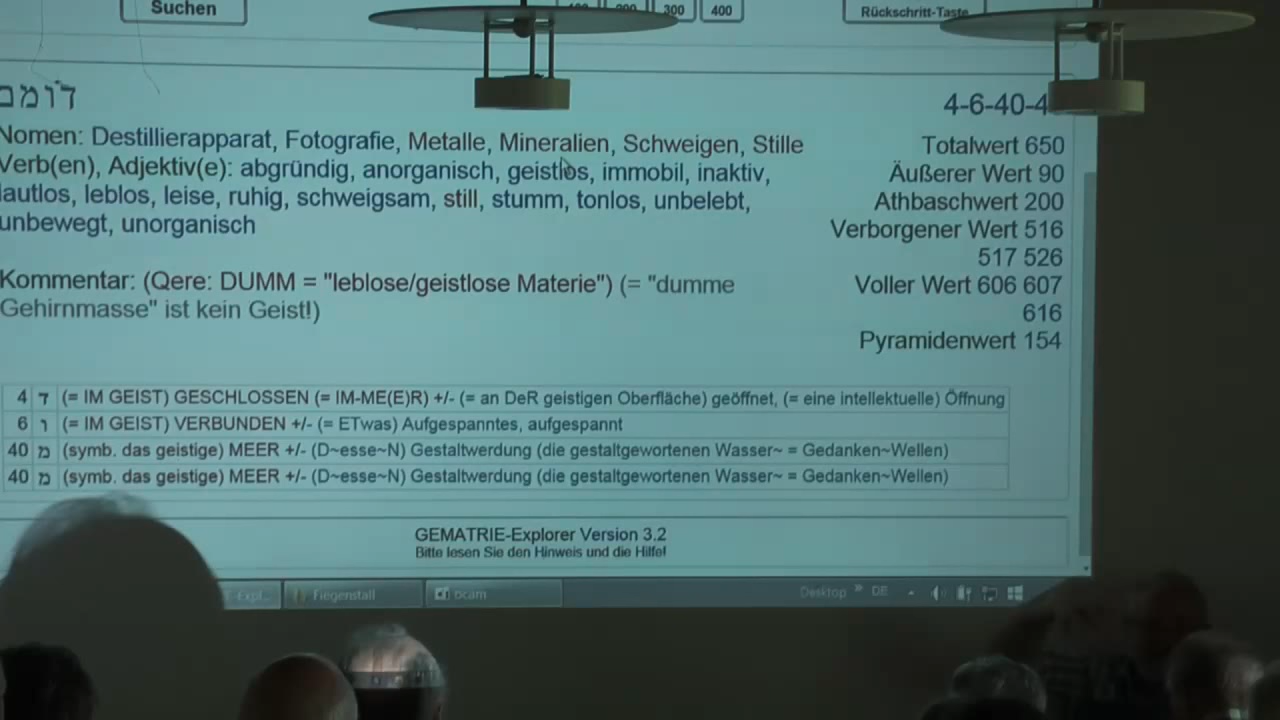 Suchen
300
400
Rückschritt-Taste
דומם
4-6-40-4
Nomen: Destillierapparat, Fotografie, Metalle, Mineralien, Schweigen, Stille
Verb(en), Adjektiv(e): abgründig, anorganisch, geistlos, immobil, inaktiv,
lautlos, leblos, leise, ruhig, schweigsam, still, stumm, tonlos, unbelebt,
unbewegt, unorganisch
Kommentar: (Qere: DUMM = "leblose/geistlose Materie") (= "dumme
Gehirnmasse" ist kein Geist!)
Totalwert 650
Äußerer Wert 90
Athbaschwert 200
Verborgener Wert 516
517 526
Voller Wert 606 607
616
Pyramidenwert 154
4 ד (= IM GEIST) GESCHLOSSEN (= IM-ME(E)R) +/- (= an DeR geistigen Oberfläche) geöffnet, (= eine intellektuelle) Öffnung
6 ו (= IM GEIST) VERBUNDEN +/- (= ETwas) Aufgespanntes, aufgespannt
40 מ (symb. das geistige) MEER +/- (D~esse~N) Gestaltwerdung (die gestaltgewortenen Wasser~ = Gedanken~Wellen)
40 מ (symb. das geistige) MEER +/- (D~esse~N) Gestaltwerdung (die gestaltgewortenen Wasser~ = Gedanken~Wellen)
GEMATRIE-Explorer Version 3.2
Bitte lesen Sie den Hinweis und die Hilfe!
Fiegenstall
bcam
Desktop
DE